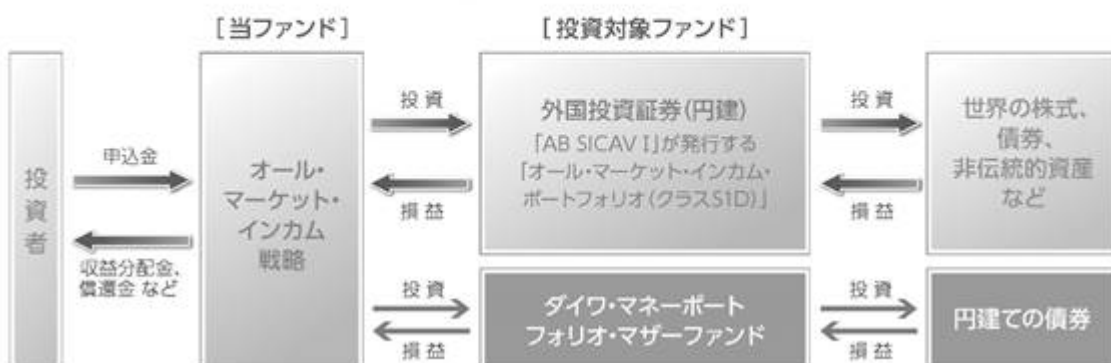 [当ファンド]
[投資対象ファンド]
投資者
申込金
収益分配金、
償還金 など
オール・
マーケット・
インカム
戦略
投資
損益
外国投資証券(円建)
「AB SICAV I」が発行する
「オール・マーケット・インカム・
ポートフォリオ(クラスS1D)」
投資
損益
世界の株式、
債券、
非伝統的資産
など
投資
損益
ダイワ・マネーポート
フォリオ・マザーファンド
投資
損益
円建ての債券